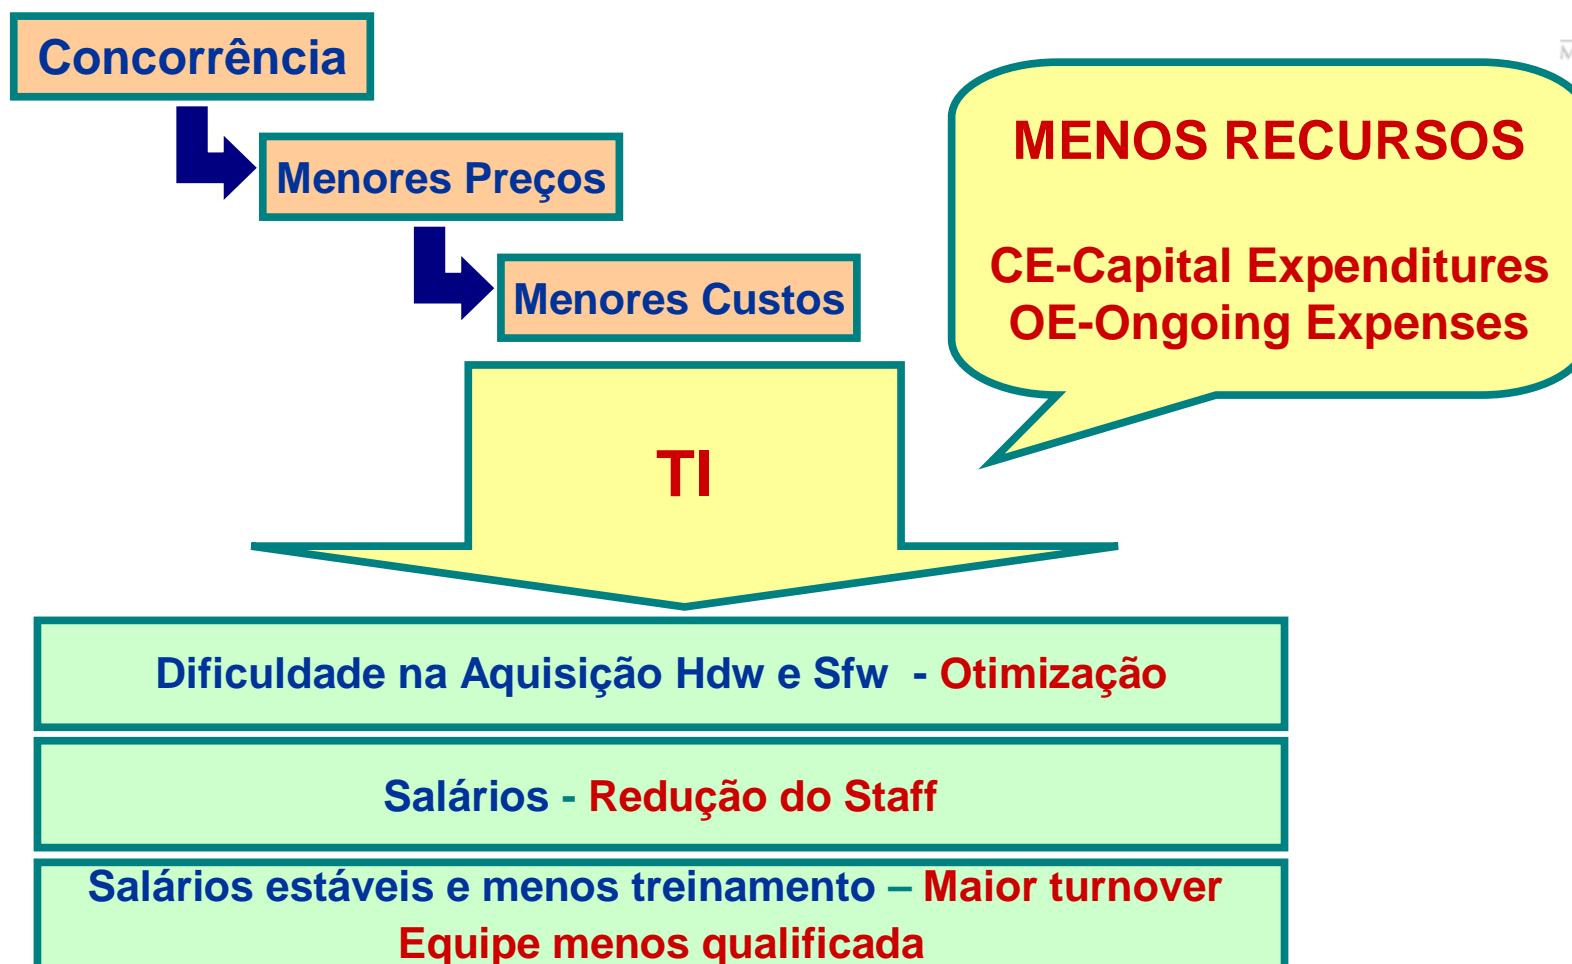 Concorrência
Menores Preços
Menores Custos
MENOS RECURSOS
CE-Capital Expenditures
OE-Ongoing Expenses
TI
Dificuldade na Aquisição Hdw e Sfw - Otimização
Salários - Redução do Staff
Salários estáveis e menos treinamento – Maior turnover
Equipe menos qualificada